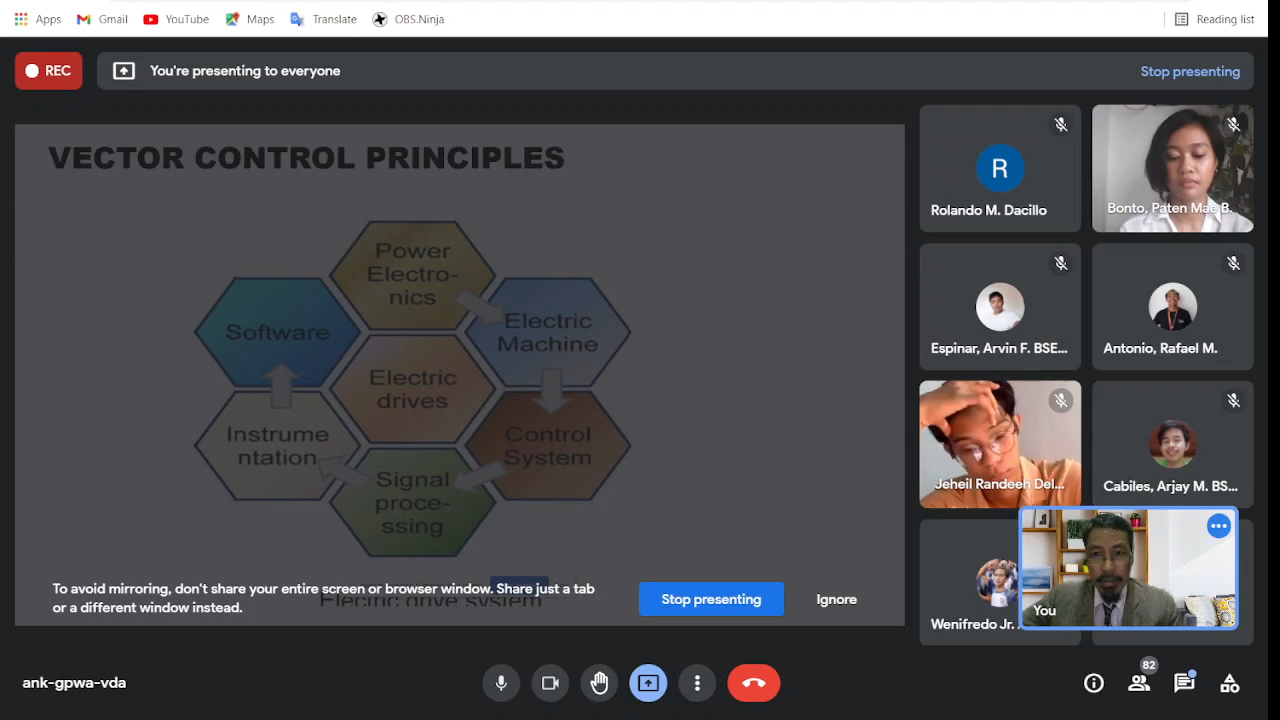 Apps Gmail YouTube Maps Translate OBS.Ninja Reading list
REC You're presenting to everyone Stop presenting
VECTOR CONTROL PRINCIPLES
Power
Electro-
nics
Software
Electric
Machine
Electric
drives
Instrume
ntation
Control
System
Signal
proce-
ssing
Electric drive system
To avoid mirroring, don't share your entire screen or browser window. Share just a tab
or a different window instead.
Stop presenting Ignore
R
Rolando M. Dacillo
Bonto, Paten Mae B.
Espinar, Arvin F. BSE...
Antonio, Rafael M.
Jeheil Randeeh Del...
Cabiles, Arjay M. BS...
Wenifredo Jr.
You
ank-gpwa-vda
82